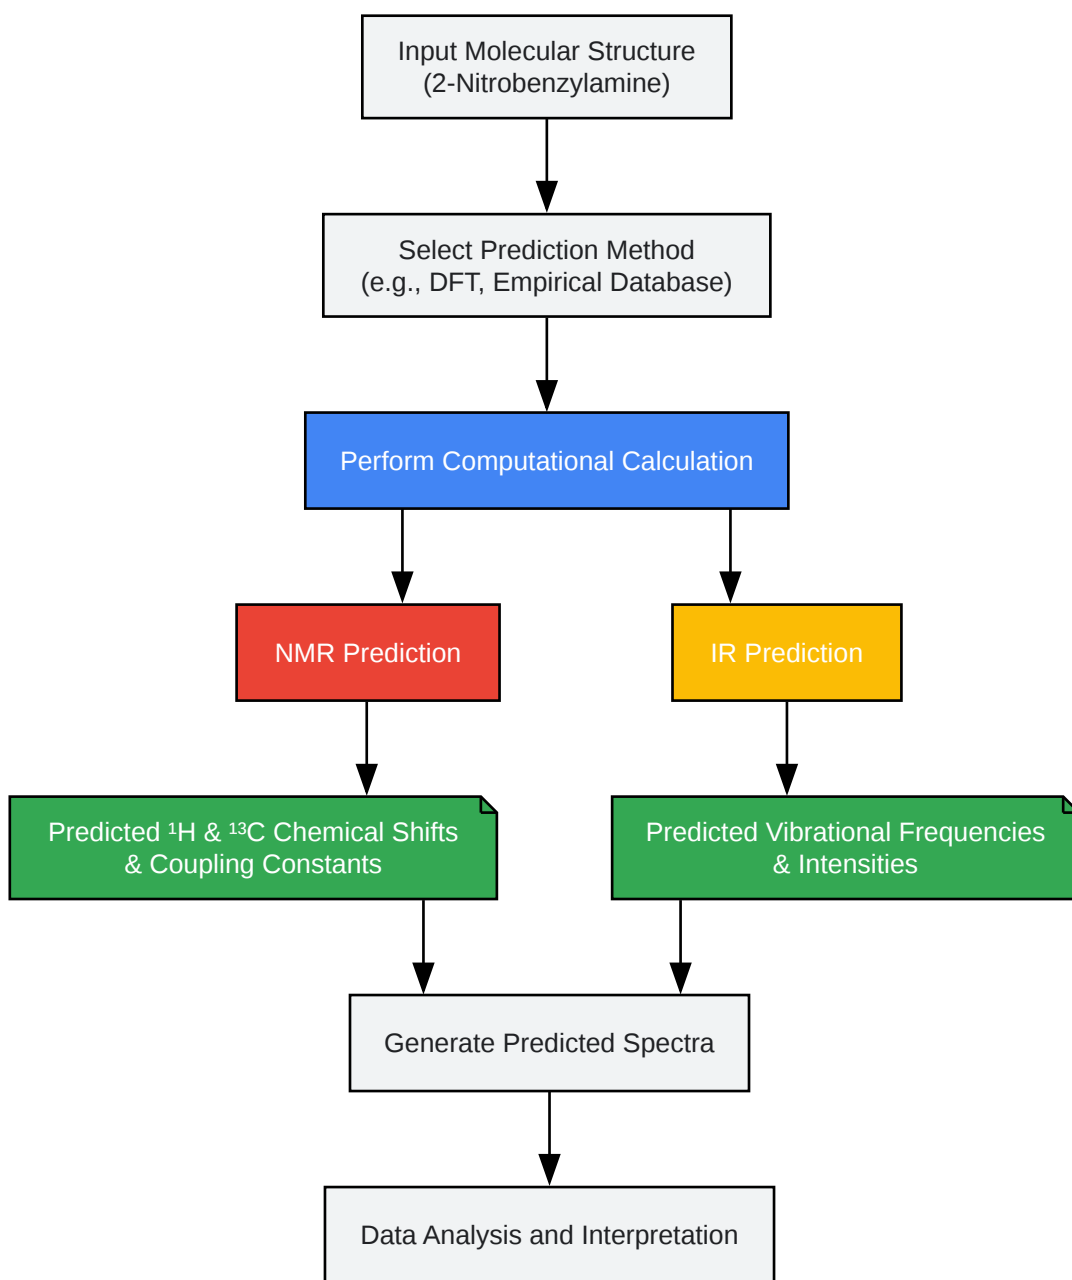 Input Molecular Structure
(2-Nitrobenzylamine)
Select Prediction Method
(e.g., DFT, Empirical Database)
Perform Computational Calculation
NMR Prediction
IR Prediction
Predicted ¹H & ¹³C Chemical Shifts
& Coupling Constants
Predicted Vibrational Frequencies
& Intensities
Generate Predicted Spectra
Data Analysis and Interpretation